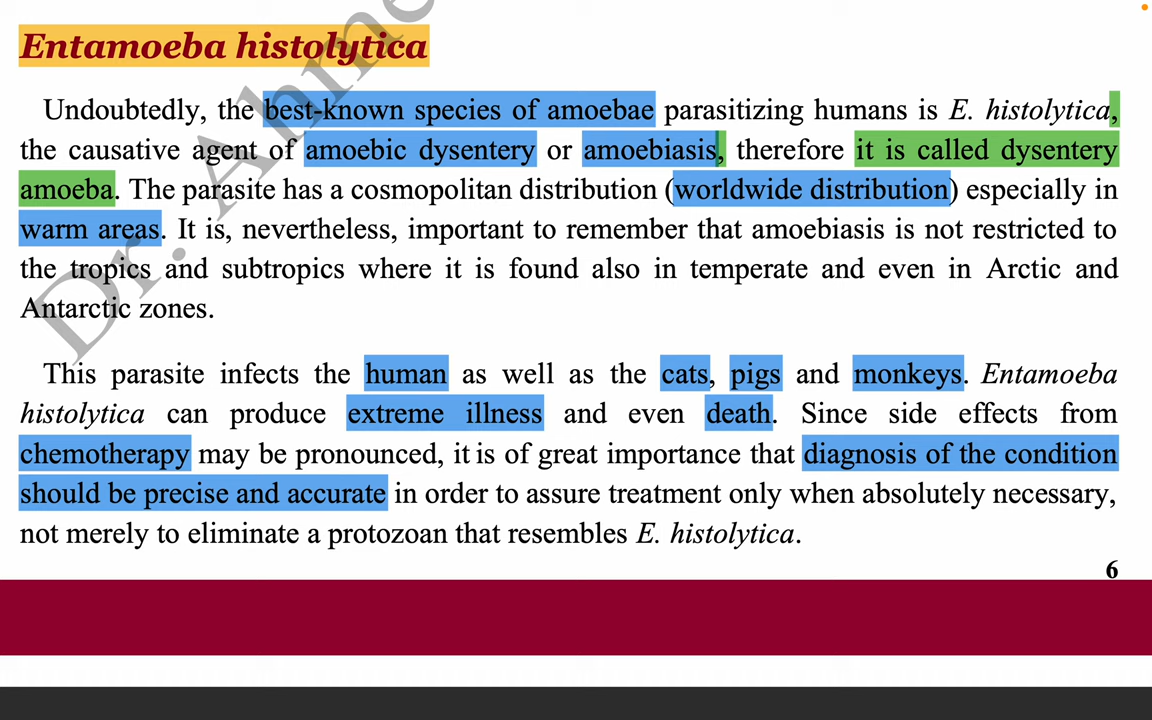 Entamoeba histolytica
Undoubtedly, the best-known species of amoebae parasitizing humans is E. histolytica,
the causative agent of amoebic dysentery or amoebiasis, therefore it is called dysentery
amoeba. The parasite has a cosmopolitan distribution (worldwide distribution) especially in
warm areas. It is, nevertheless, important to remember that amoebiasis is not restricted to
the tropics and subtropics where it is found also in temperate and even in Arctic and
Antarctic zones.
This parasite infects the human as well as the cats, pigs and monkeys. Entamoeba
histolytica can produce extreme illness and even death. Since side effects from
chemotherapy may be pronounced, it is of great importance that diagnosis of the condition
should be precise and accurate in order to assure treatment only when absolutely necessary,
not merely to eliminate a protozoan that resembles E. histolytica.
6
Dr. Ahme